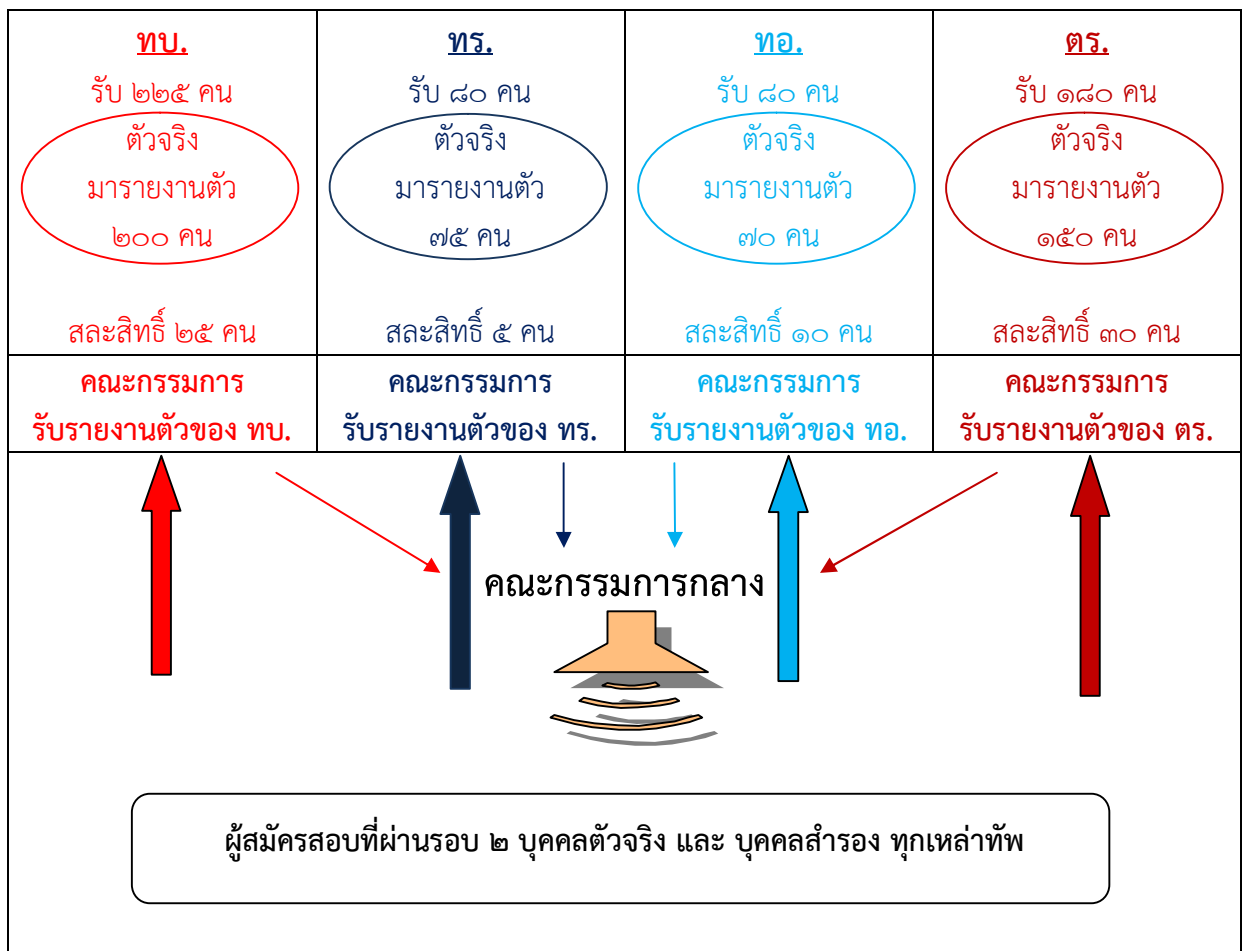 ทบ.
รับ ๒๒๕ คน
ตัวจริง
มารายงานตัว
๒๐๐ คน
สละสิทธิ์ ๒๕ คน
คณะกรรมการ
รับรายงานตัวของ ทบ.
ทร.
รับ ๘๐ คน
ตัวจริง
มารายงานตัว
๗๕ คน
สละสิทธิ์ ๕ คน
คณะกรรมการ
รับรายงานตัวของ ทร.
ทอ.
รับ ๘๐ คน
ตัวจริง
มารายงานตัว
๗๐ คน
สละสิทธิ์ ๑๐ คน
คณะกรรมการ
รับรายงานตัวของ ทอ.
ตร.
รับ ๑๘๐ คน
ตัวจริง
มารายงานตัว
๑๕๐ คน
สละสิทธิ์ ๓๐ คน
คณะกรรมการ
รับรายงานตัวของ ตร.
คณะกรรมการกลาง
ผู้สมัครสอบที่ผ่านรอบ ๒ บุคคลตัวจริง และ บุคคลสำรอง ทุกเหล่าทัพ